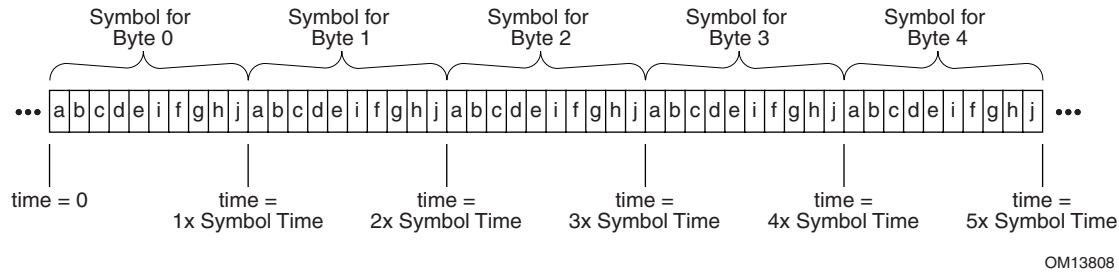 Symbol for Byte 0
Symbol for Byte 1
Symbol for Byte 2
Symbol for Byte 3
Symbol for Byte 4
••• a b c d e i f g h j a b c d e i f g h j a b c d e i f g h j a b c d e i f g h j a b c d e i f g h j •••
time = 0
time = 1x Symbol Time
time = 2x Symbol Time
time = 3x Symbol Time
time = 4x Symbol Time
time = 5x Symbol Time
OM13808